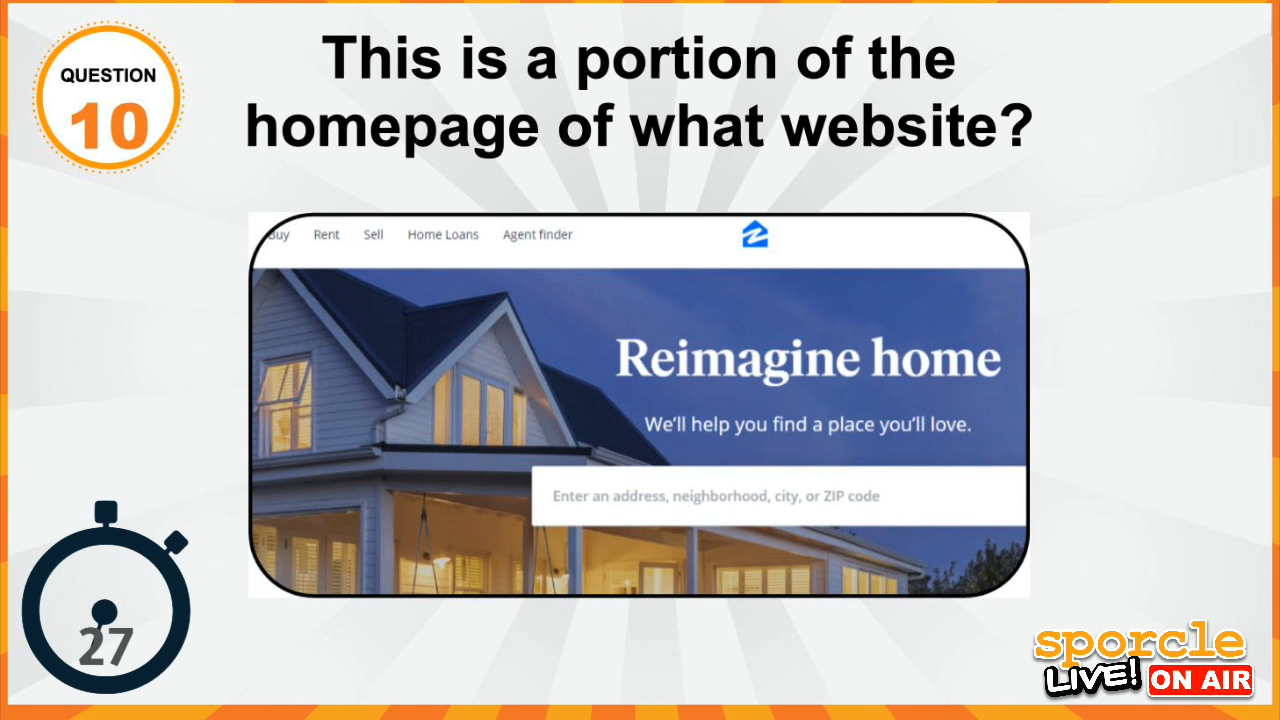 QUESTION
10
This is a portion of the
homepage of what website?
Buy Rent Sell Home Loans Agent finder
Z
Reimagine home
We'll help you find a place you'll love.
Enter an address, neighborhood, city, or ZIP code
27
sporcle
LIVE! ON AIR